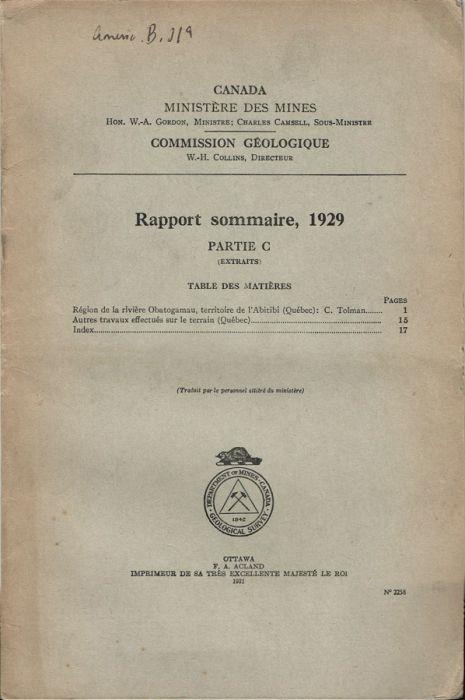 B. 319
CANADA
MINISTÈRE DES MINES
HON. W.-A. GORDON, MINISTRE; CHARLES CAMSELL, SOUS-MINISTRE
COMMISSION GÉOLOGIQUE
W.-H. COLLINS, DIRECTEUR
Rapport sommaire, 1929
PARTIE C
(EXTRAITS)
TABLE DES MATIÈRES
PAGES
Région de la rivière Obatogamau, territoire de l'Abitibi (Québec): C. Tolman........ 1
Autres travaux effectués sur le terrain (Québec)........ 15
Index........ 17
(Traduit par le personnel attitré du ministère)
DEPARTMENT OF MINES · CANADA
1842
GEOLOGICAL SURVEY
OTTAWA
F. A. ACLAND
IMPRIMEUR DE SA TRÈS EXCELLENTE MAJESTÉ LE ROI
1931
N° 2258